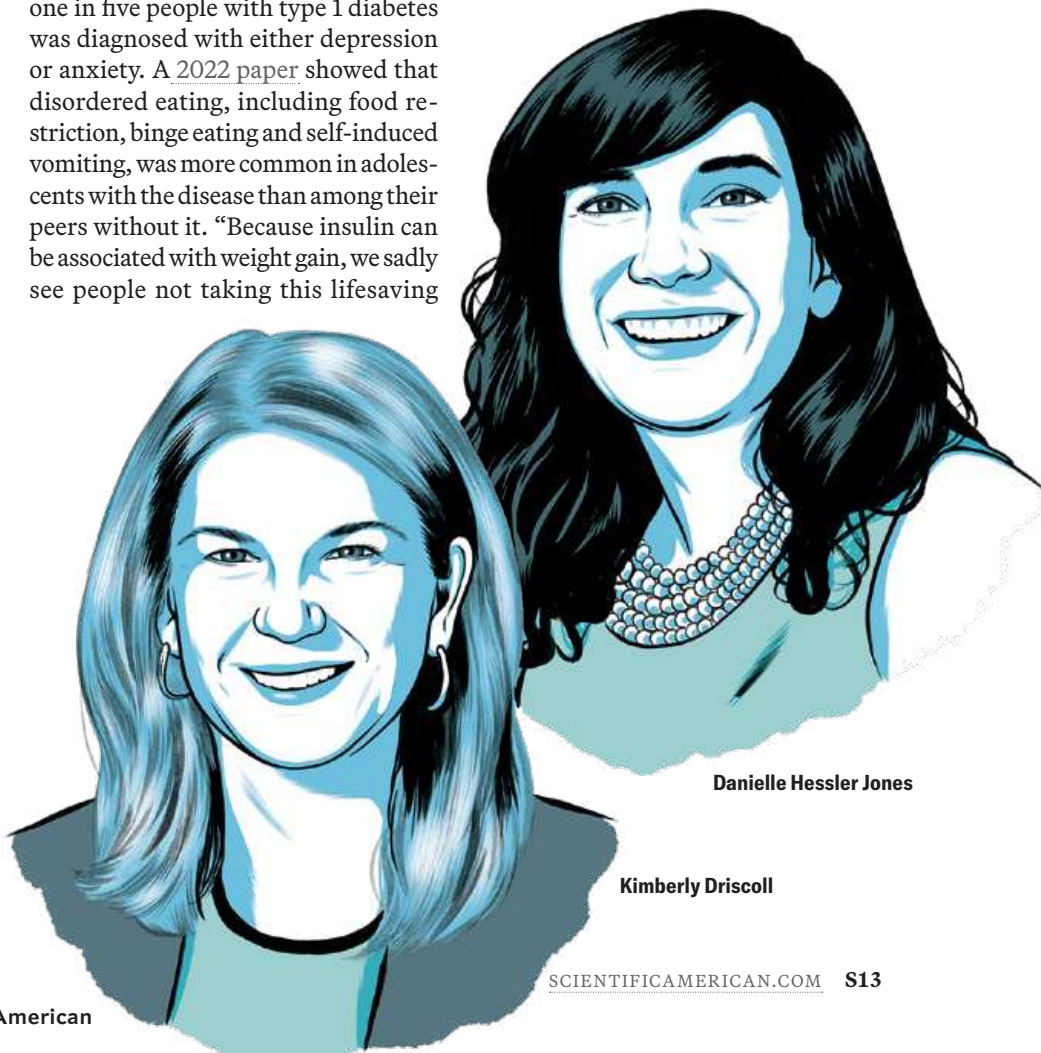 one in five people with type 1 diabetes
was diagnosed with either depression
or anxiety. A 2022 paper showed that
disordered eating, including food re-
striction, binge eating and self-induced
vomiting, was more common in adoles-
cents with the disease than among their
peers without it. “Because insulin can
be associated with weight gain, we sadly
see people not taking this lifesaving
Danielle Hessler Jones
Kimberly Driscoll
SCIENTIFICAMERICAN.COM S13
American